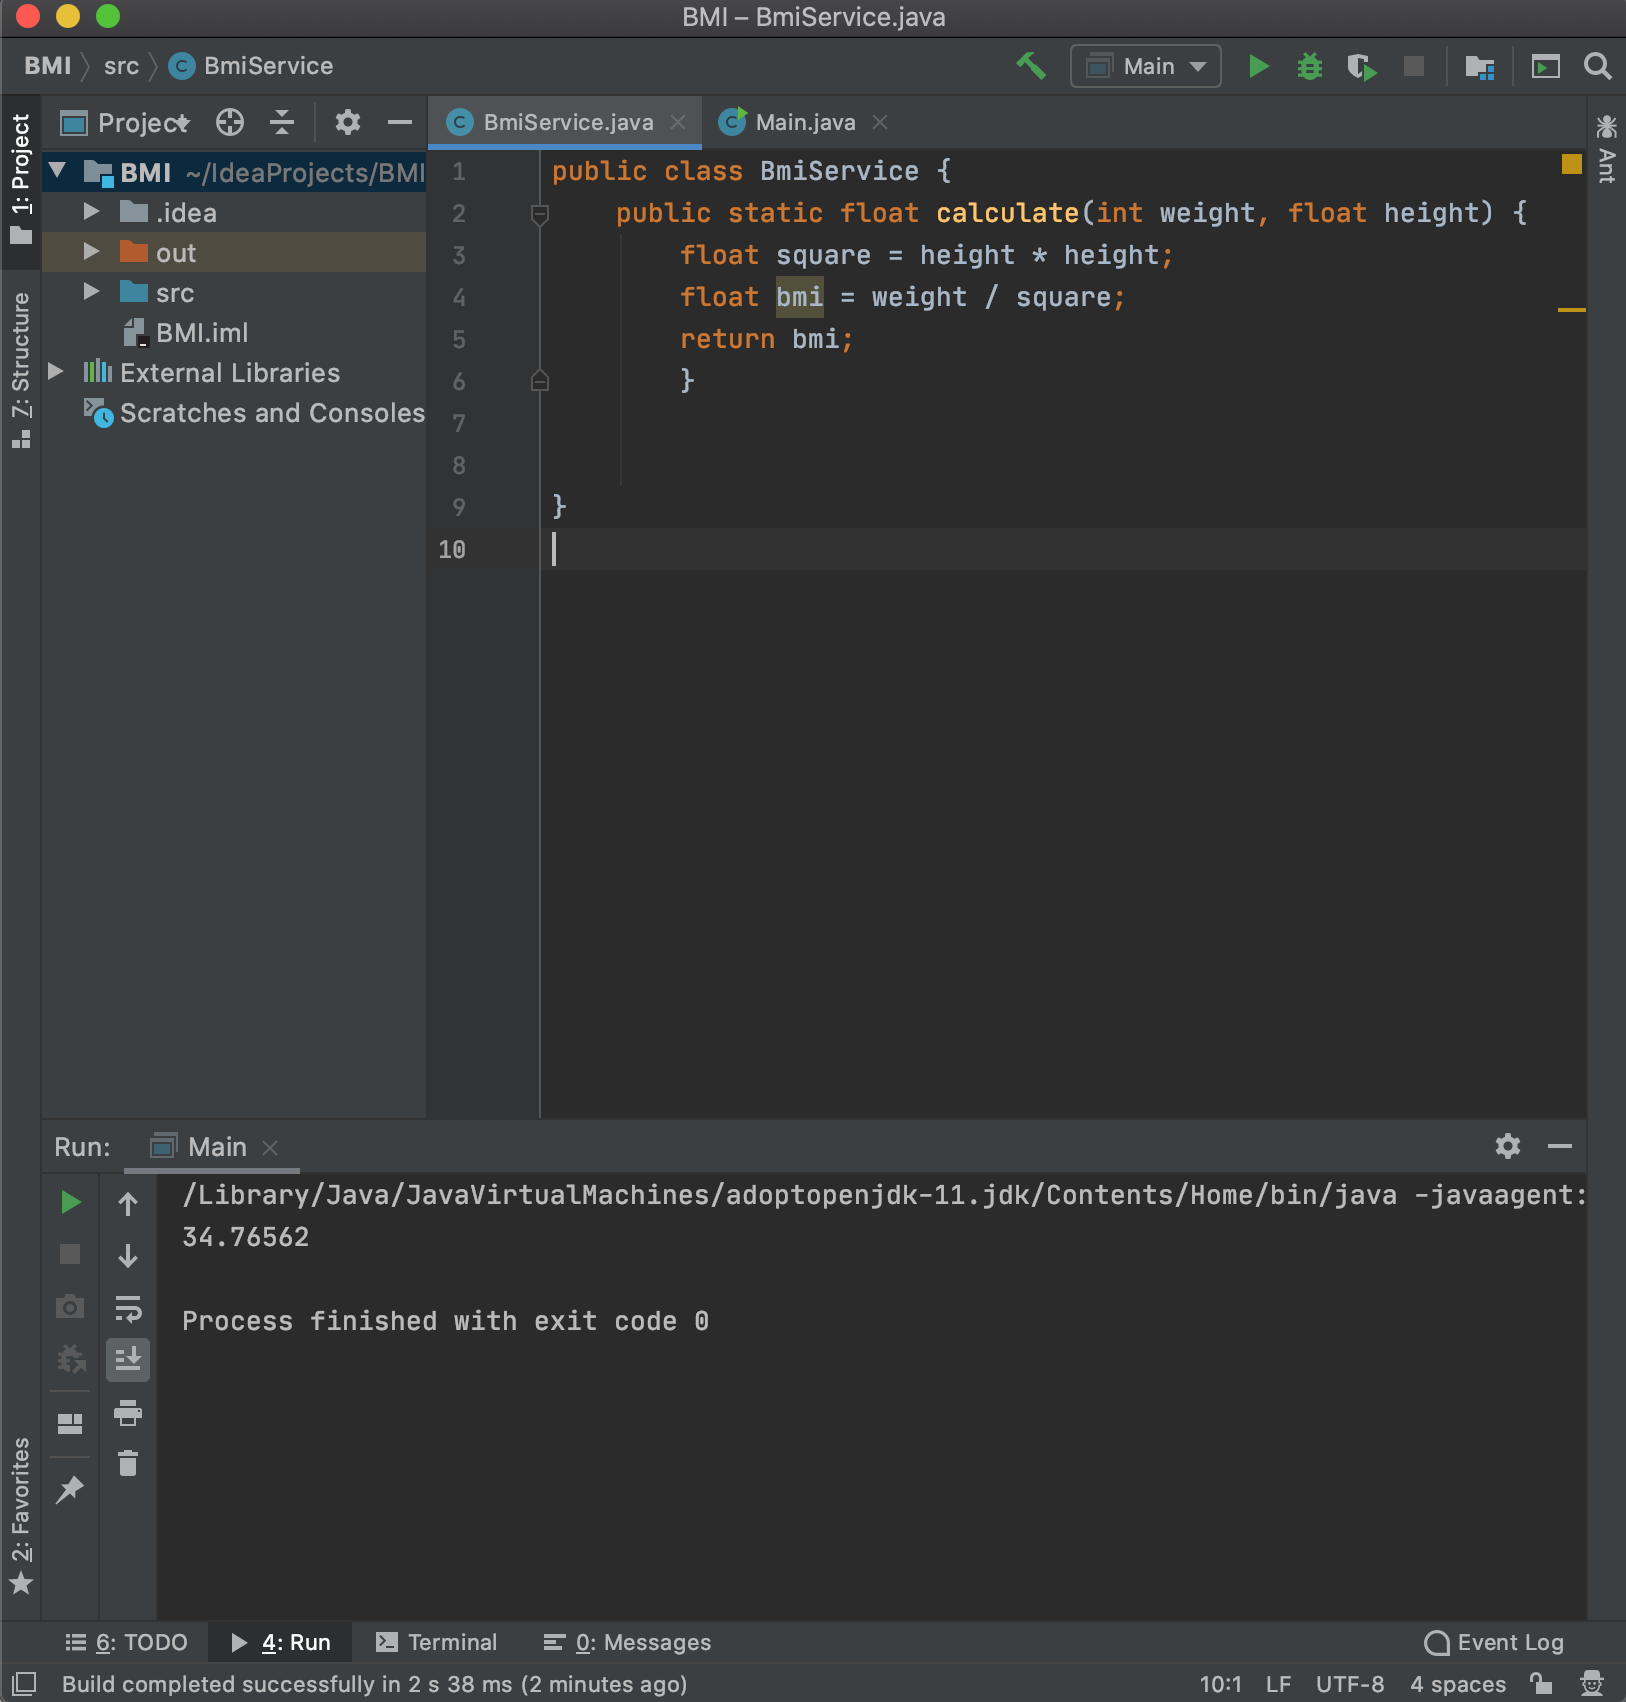 BMI – BmiService.java
BMI src BmiService Main
1: Project
Project
BMI ~/IdeaProjects/BMI
.idea
out
src
BMI.iml
External Libraries
Scratches and Consoles
7: Structure
BmiService.java Main.java
1 public class BmiService {
2 public static float calculate(int weight, float height) {
3 float square = height * height;
4 float bmi = weight / square;
5 return bmi;
6 }
7
8
9 }
10
Ant
Run: Main
/Library/Java/JavaVirtualMachines/adoptopenjdk-11.jdk/Contents/Home/bin/java -javaagent:
34.76562
Process finished with exit code 0
2: Favorites
6: TODO 4: Run Terminal 0: Messages Event Log
Build completed successfully in 2 s 38 ms (2 minutes ago) 10:1 LF UTF-8 4 spaces